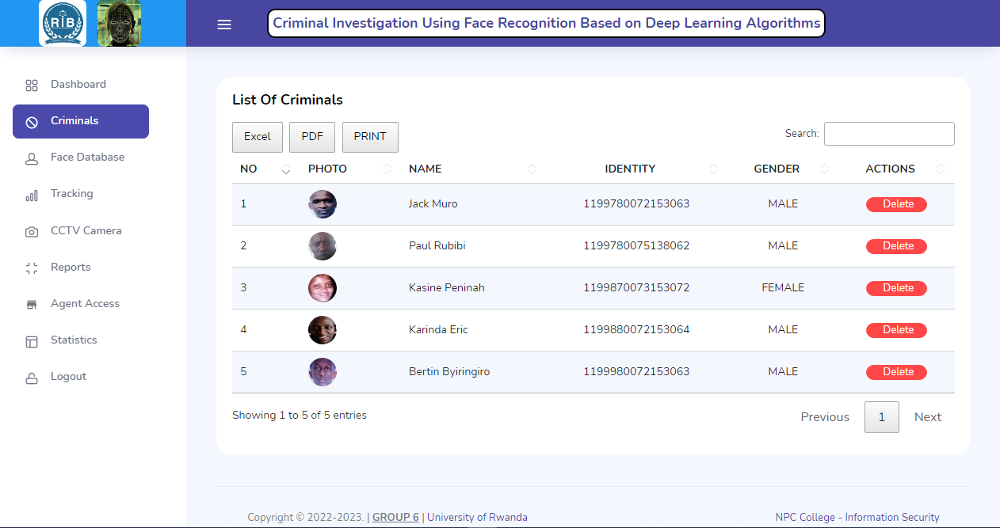 RIB
Criminal Investigation Using Face Recognition Based on Deep Learning Algorithms
Dashboard
Criminals
Face Database
Tracking
CCTV Camera
Reports
Agent Access
Statistics
Logout
List Of Criminals
Excel PDF PRINT Search:
NO PHOTO NAME IDENTITY GENDER ACTIONS
1 Jack Muro 1199780072153063 MALE Delete
2 Paul Rubibi 1199780075138062 MALE Delete
3 Kasine Peninah 1199870073153072 FEMALE Delete
4 Karinda Eric 1199880072153064 MALE Delete
5 Bertin Byiringiro 1199980072153063 MALE Delete
Showing 1 to 5 of 5 entries Previous 1 Next
Copyright © 2022-2023. | GROUP 6 | University of Rwanda NPC College - Information Security